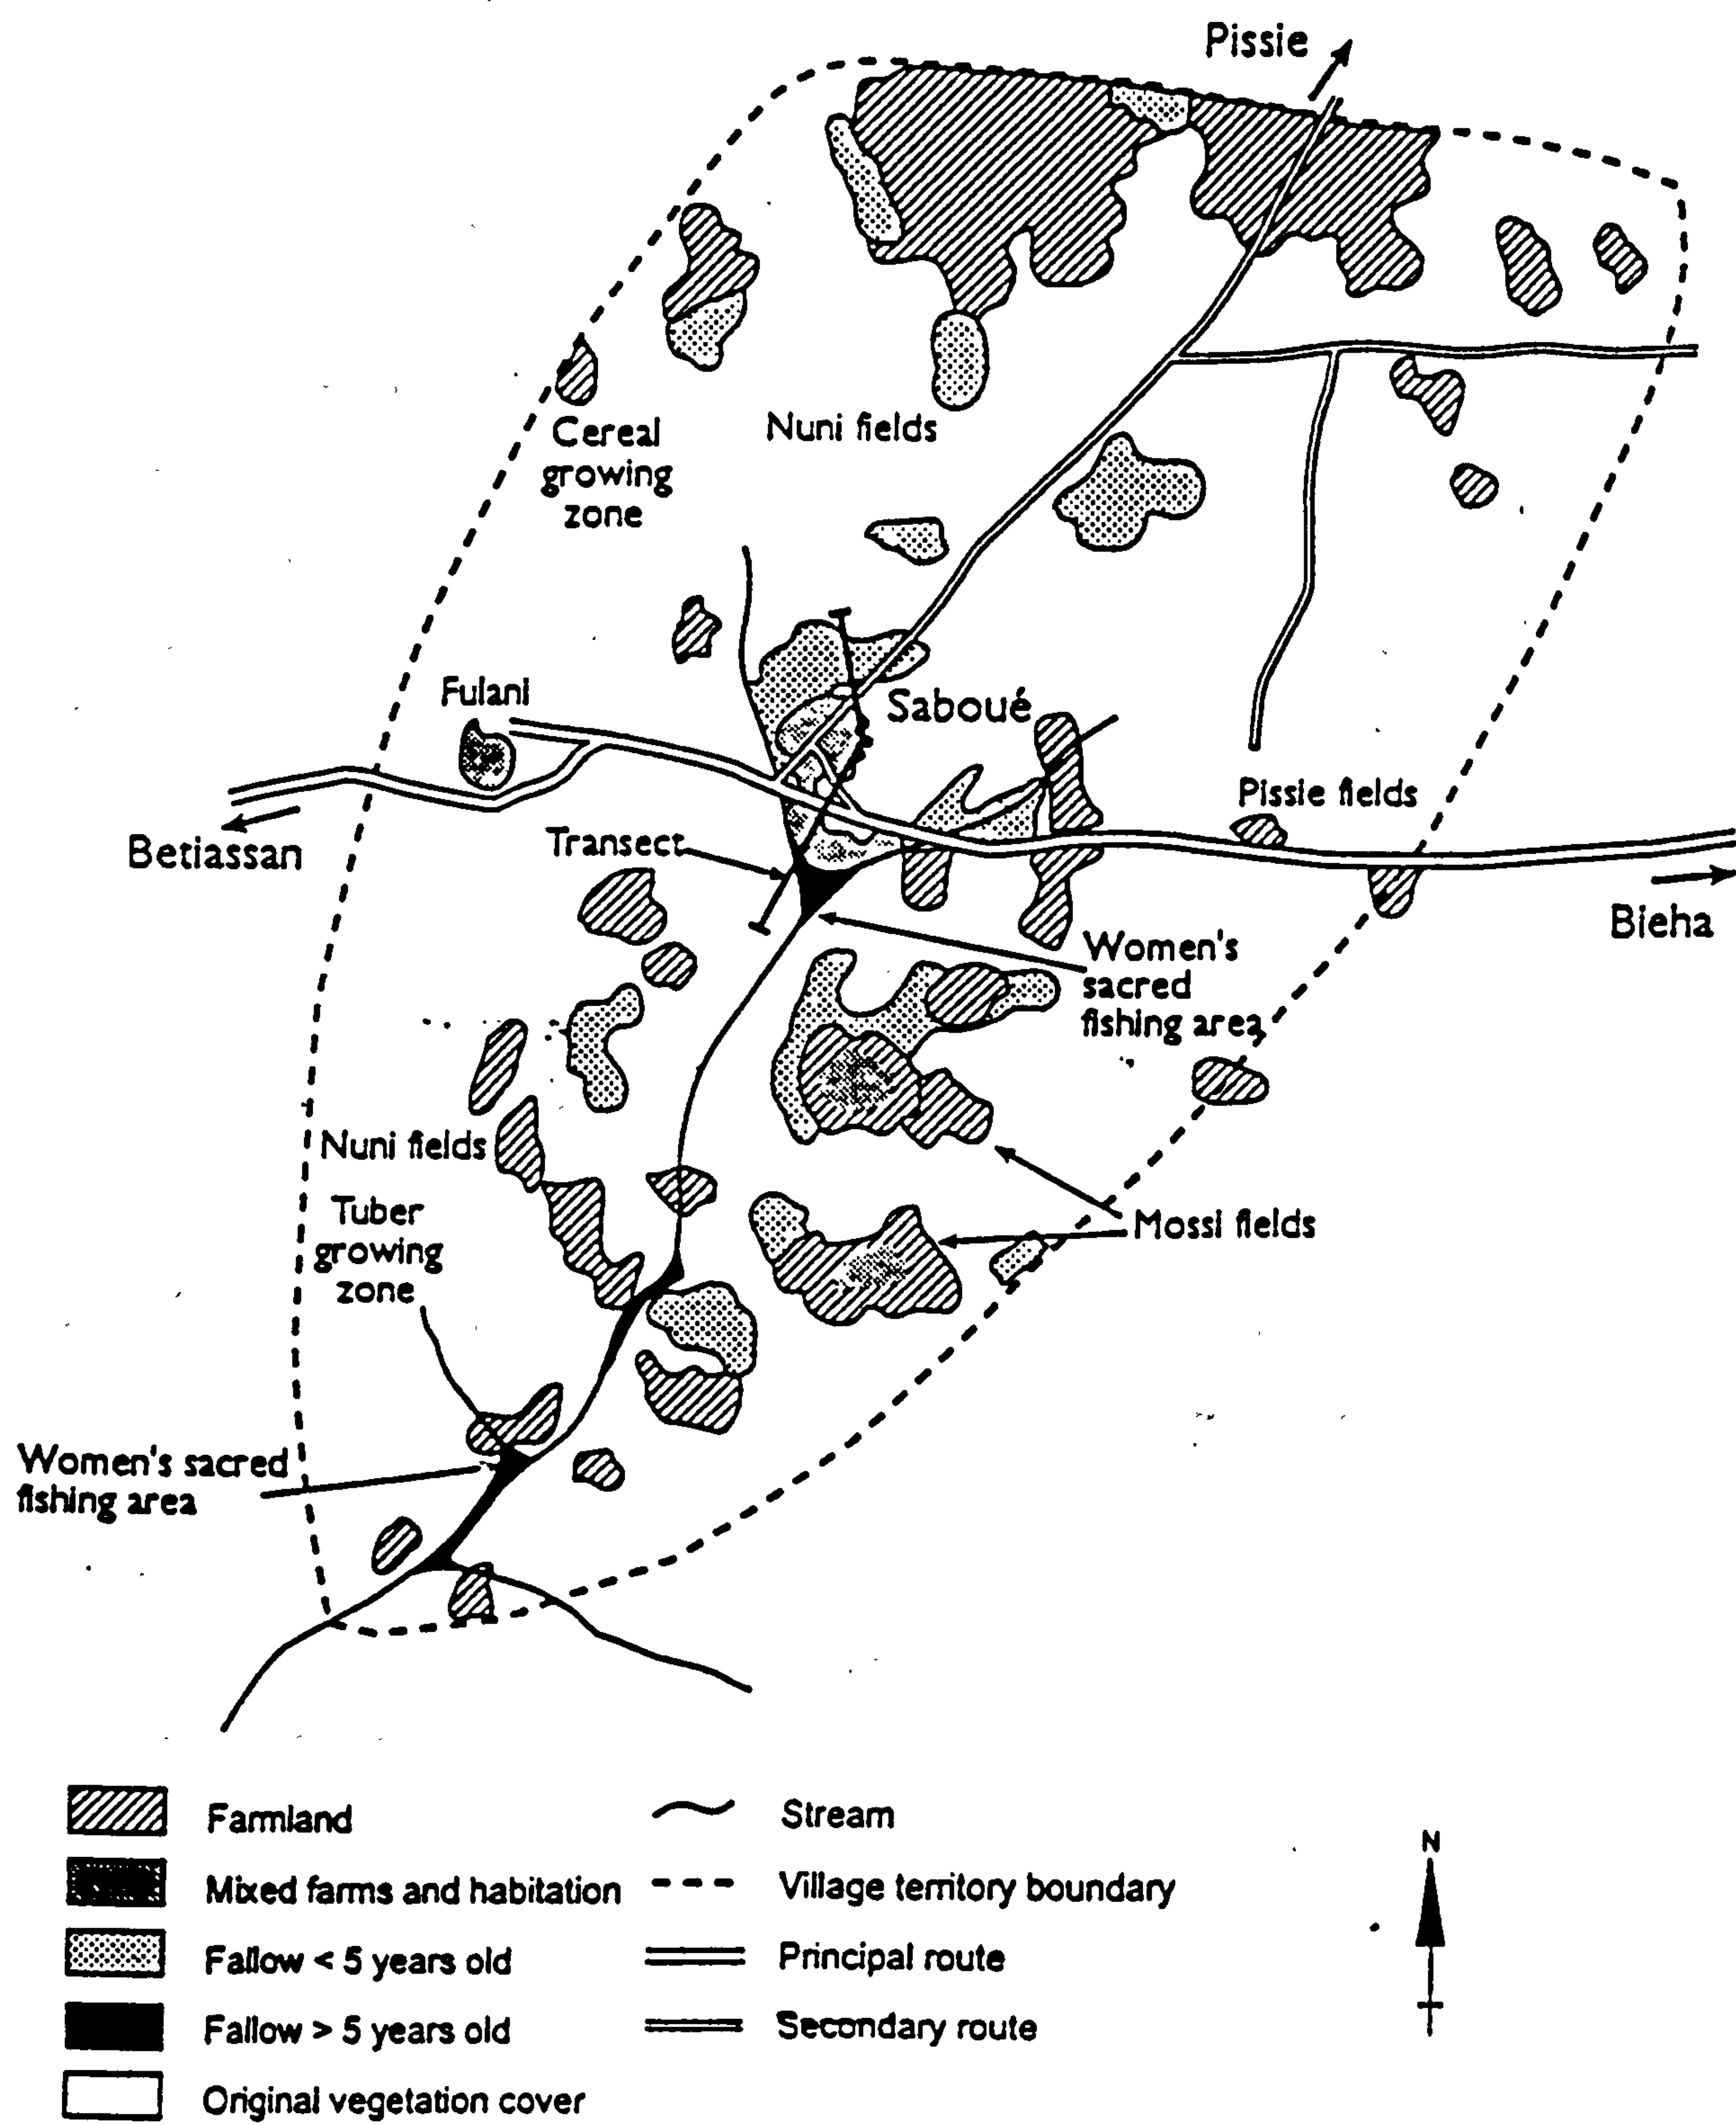 Pissie
Cereal
growing
zone
Nuni fields
Fulani
Saboué
Pissie fields
Betiassan
Transect
Bieha
Women's
sacred
fishing area
Nuni fields
Tuber
growing
zone
Mossi fields
Women's sacred
fishing area
Farmland
Mixed farms and habitation
Fallow < 5 years old
Fallow > 5 years old
Original vegetation cover
Stream
Village territory boundary
Principal route
Secondary route
N